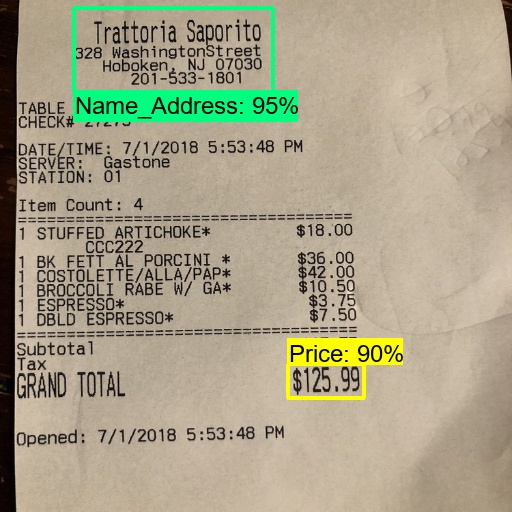 Trattoria Saporito
328 WashingtonStreet
Hoboken, NJ 07030
201-533-1801
Name_Address: 95%
TABLE
CHECK#
DATE/TIME: 7/1/2018 5:53:48 PM
SERVER: Gastone
STATION: 01
Item Count: 4
1 STUFFED ARTICHOKE* $18.00
CCC222
1 BK FETT AL PORCINI * $36.00
1 COSTOLETTE/ALLA/PAP* $42.00
1 BROCCOLI RABE W/ GA* $10.50
1 ESPRESSO* $3.75
1 DBLD ESPRESSO* $7.50
Subtotal
Price: 90%
Tax
GRAND TOTAL $125.99
Opened: 7/1/2018 5:53:48 PM